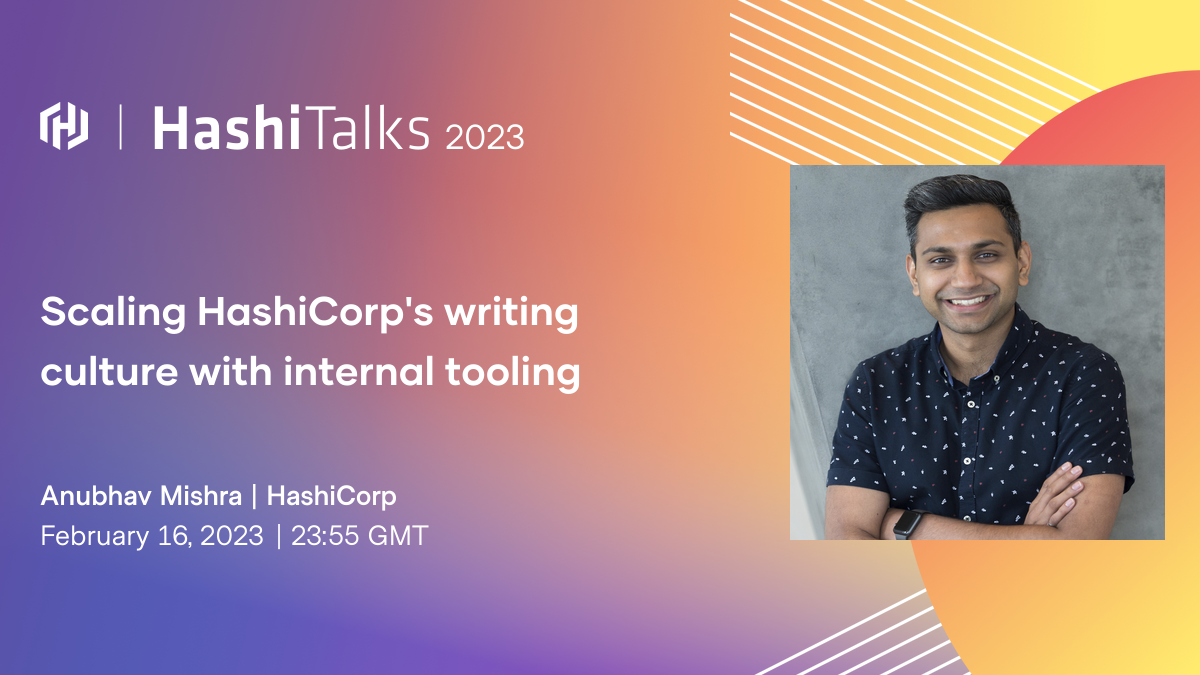 HashiTalks 2023
Scaling HashiCorp's writing
culture with internal tooling
Anubhav Mishra | HashiCorp
February 16, 2023 | 23:55 GMT